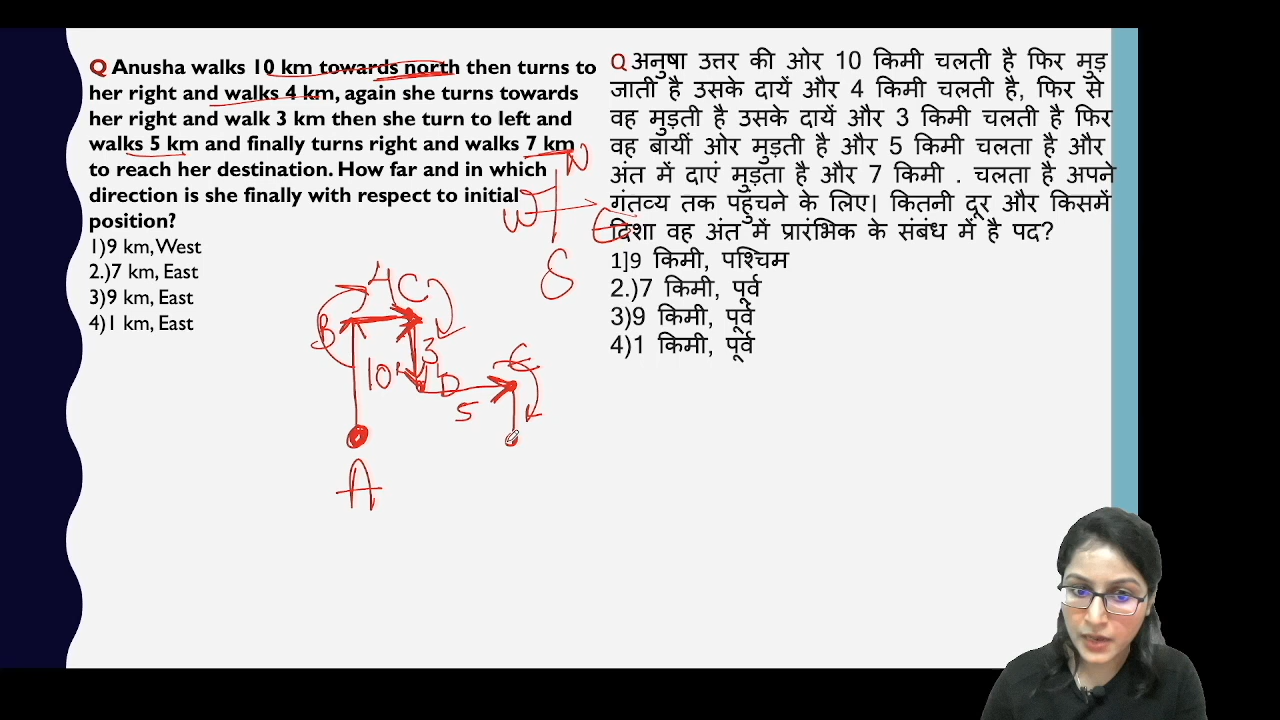 Q Anusha walks 10 km towards north then turns to
her right and walks 4 km, again she turns towards
her right and walk 3 km then she turn to left and
walks 5 km and finally turns right and walks 7 km
to reach her destination. How far and in which
direction is she finally with respect to initial
position?
1)9 km, West
2.)7 km, East
3)9 km, East
4)1 km, East
Q अनुषा उत्तर की ओर 10 किमी चलती है फिर मुड़
जाती है उसके दायें और 4 किमी चलती है, फिर से
वह मुड़ती है उसके दायें और 3 किमी चलती है फिर
वह बायीं ओर मुड़ती है और 5 किमी चलता है और
अंत में दाएं मुड़ता है और 7 किमी . चलता है अपने
गंतव्य तक पहुंचने के लिए। कितनी दूर और किसमें
दिशा वह अंत में प्रारंभिक के संबंध में है पद?
1]9 किमी, पश्चिम
2.)7 किमी, पूर्व
3)9 किमी, पूर्व
4)1 किमी, पूर्व
N
W E
S
4 C
B
3
10 D
5
A